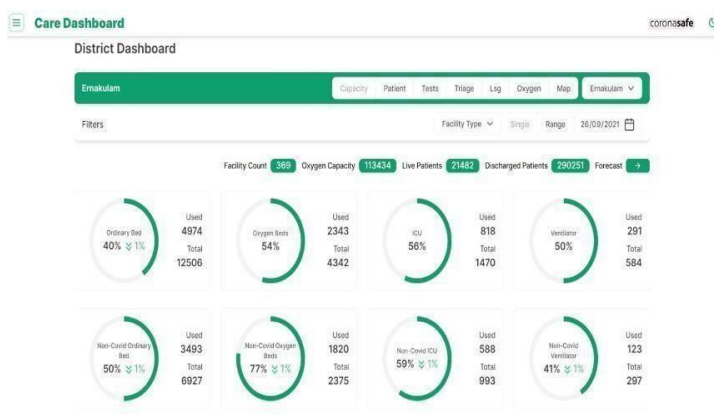 Care Dashboard
coronasafe
District Dashboard
Ernakulam Capacity Patient Tests Triage Lsg Oxygen Map Ernakulam
Filters Facility Type Single Range 26/09/2021
Facility Count 369 Oxygen Capacity 113434 Live Patients 21482 Discharged Patients 290251 Forecast →
Ordinary Bed
40% 1%
Used
4974
Total
12506
Oxygen Beds
54%
Used
2343
Total
4342
ICU
56%
Used
818
Total
1470
Ventilator
50%
Used
291
Total
584
Non-Covid Ordinary
Bed
50% 1%
Used
3493
Total
6927
Non-Covid Oxygen
Beds
77% 1%
Used
1820
Total
2375
Non-Covid ICU
59% 1%
Used
588
Total
993
Non-Covid
Ventilator
41% 1%
Used
123
Total
297